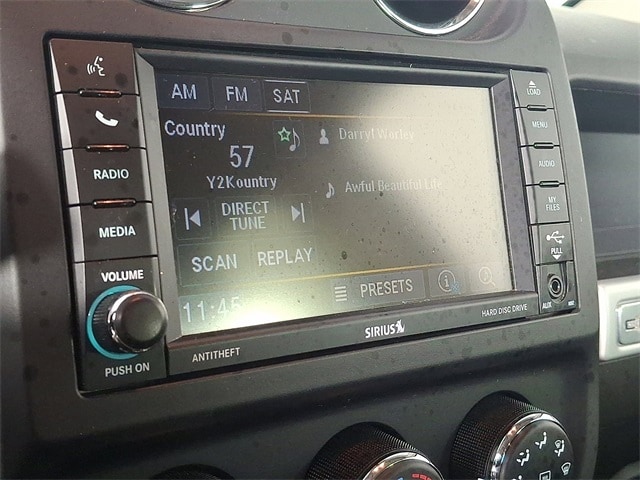 LOAD
AM FM SAT
MENU
Country
Darryl Worley
RADIO
57
AUDIO
Y2Kountry
Awful Beautiful Life
MY FILES
MEDIA
DIRECT TUNE
SCAN REPLAY
PULL
VOLUME
11:45
PRESETS
AUX
SIRIUS
HARD DISC DRIVE
ANTITHEFT
PUSH ON